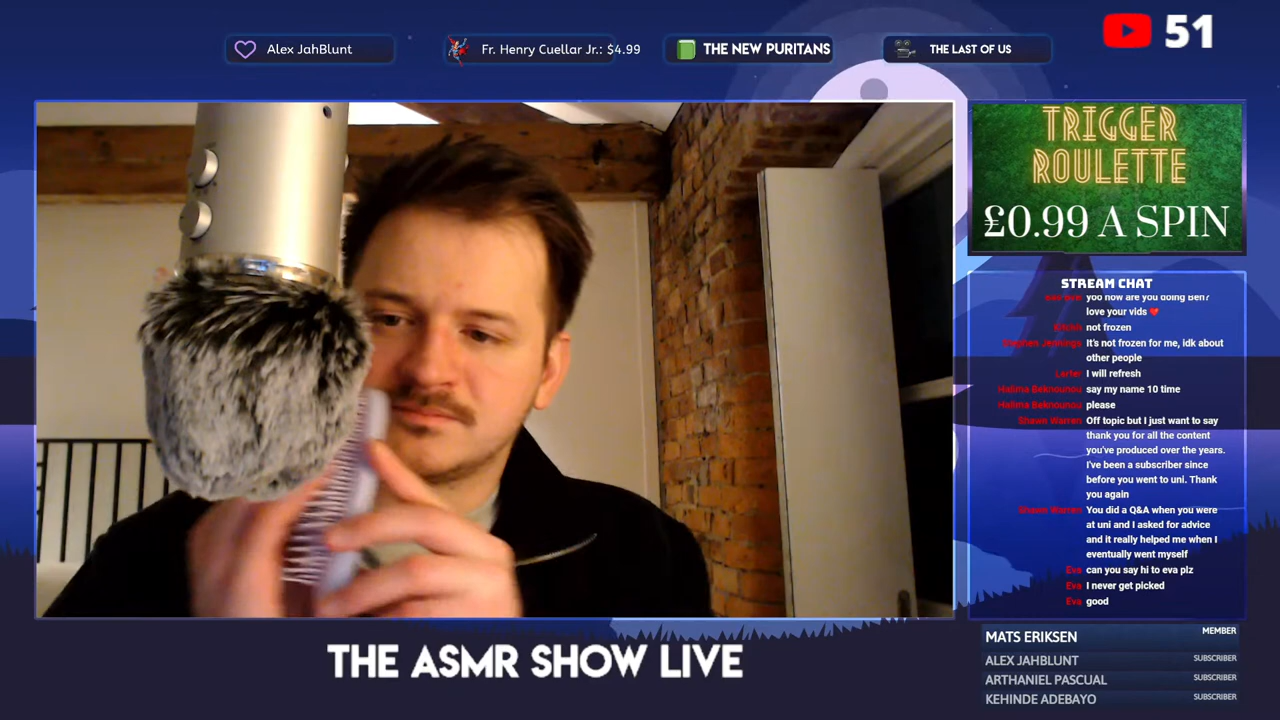 Alex JahBlunt
Fr. Henry Cuellar Jr.: $4.99
THE NEW PURITANS
THE LAST OF US
51
TRIGGER
ROULETTE
£0.99 A SPIN
STREAM CHAT
yoo how are you doing Ben?
love your vids
not frozen
Stephen Jennings It's not frozen for me, idk about
other people
Larfer I will refresh
Halima Beknounou say my name 10 time
Halima Beknounou please
Shawn Warren Off topic but I just want to say
thank you for all the content
you've produced over the years.
I've been a subscriber since
before you went to uni. Thank
you again
Shawn Warren You did a Q&A when you were
at uni and I asked for advice
and it really helped me when I
eventually went myself
Eva can you say hi to eva plz
Eva I never get picked
Eva good
MATS ERIKSEN MEMBER
ALEX JAHBLUNT SUBSCRIBER
ARTHANIEL PASCUAL SUBSCRIBER
KEHINDE ADEBAYO SUBSCRIBER
THE ASMR SHOW LIVE